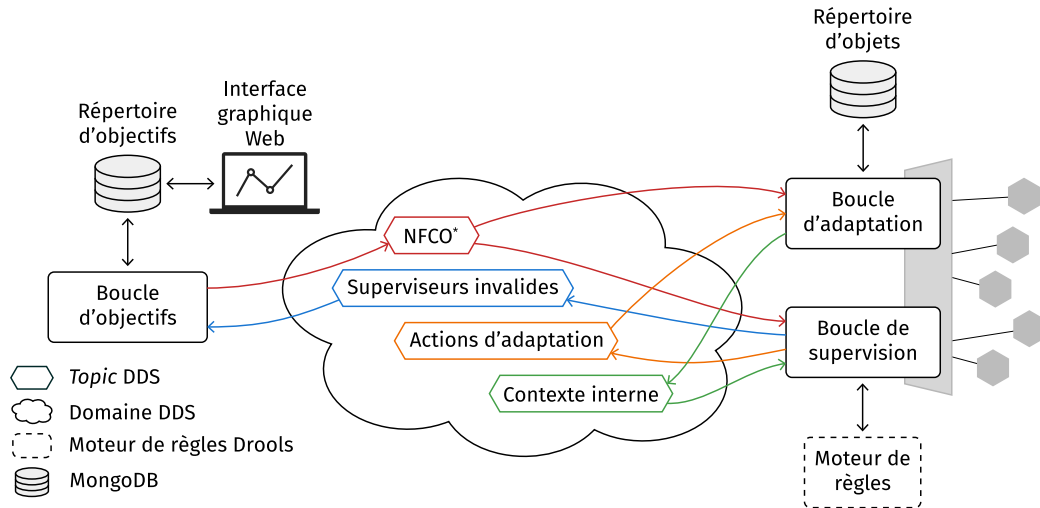 Répertoire
d’objets
Interface
graphique
Web
Répertoire
d’objectifs
Boucle
d’adaptation
NFCO*
Superviseurs invalides
Boucle
d’objectifs
Actions d’adaptation
Boucle de
supervision
Contexte interne
Topic DDS
Domaine DDS
Moteur de règles Drools
MongoDB
Moteur de
règles